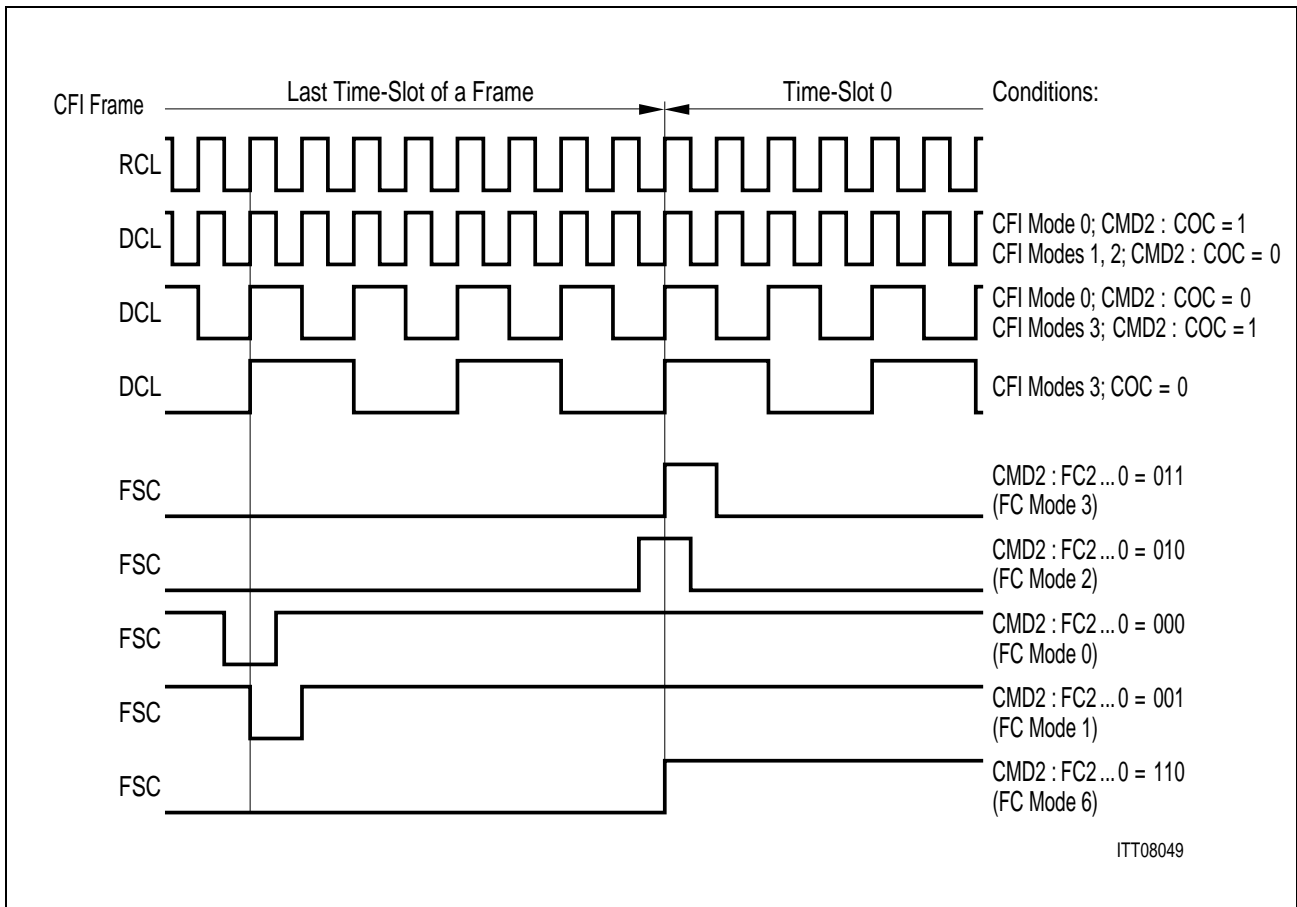 CFI Frame Last Time-Slot of a Frame Time-Slot 0 Conditions:
RCL
DCL CFI Mode 0; CMD2 : COC = 1
CFI Modes 1, 2; CMD2 : COC = 0
DCL CFI Mode 0; CMD2 : COC = 0
CFI Modes 3; CMD2 : COC = 1
DCL CFI Modes 3; COC = 0
FSC CMD2 : FC2 ... 0 = 011
(FC Mode 3)
FSC CMD2 : FC2 ... 0 = 010
(FC Mode 2)
FSC CMD2 : FC2 ... 0 = 000
(FC Mode 0)
FSC CMD2 : FC2 ... 0 = 001
(FC Mode 1)
FSC CMD2 : FC2 ... 0 = 110
(FC Mode 6)
ITT08049